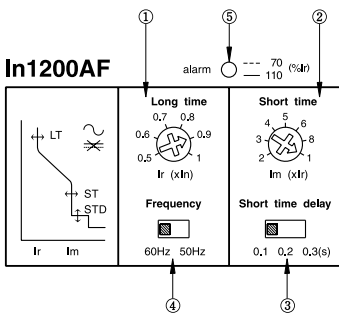 ① ⑤ ②
In1200AF
alarm --- 70 (%Ir)
— 110
Long time
0.5 0.6 0.7 0.8 0.9 1
Ir (xIn)
Short time
2 3 4 5 6 8 1
Im (xIr)
LT
ST
STD
Ir Im
Frequency
60Hz 50Hz
Short time delay
0.1 0.2 0.3(s)
④ ③